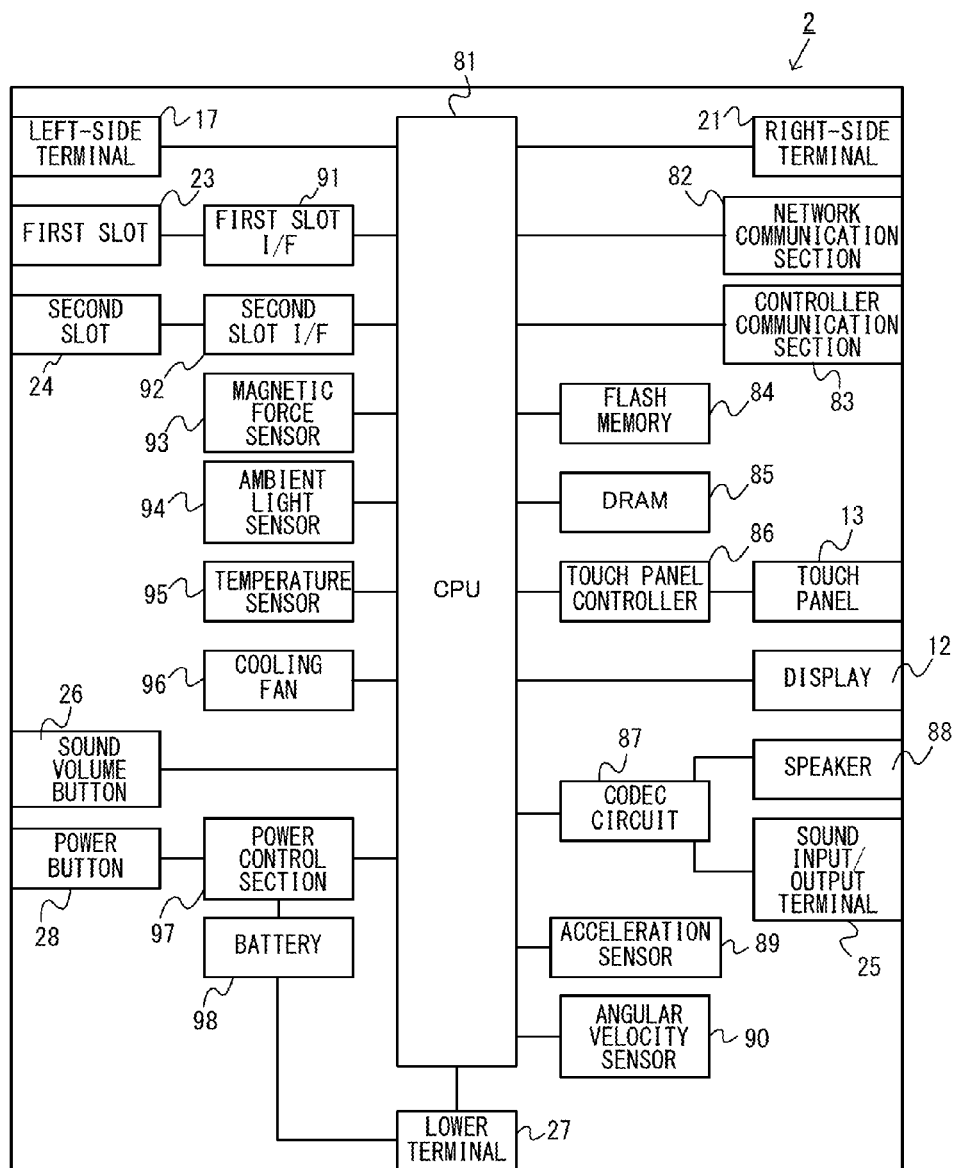 2
81
LEFT-SIDE
TERMINAL
17
21
RIGHT-SIDE
TERMINAL
23
FIRST SLOT
91
FIRST SLOT
I/F
82
NETWORK
COMMUNICATION
SECTION
SECOND
SLOT
24
SECOND
SLOT I/F
92
CONTROLLER
COMMUNICATION
SECTION
83
MAGNETIC
FORCE
SENSOR
93
FLASH
MEMORY
84
AMBIENT
LIGHT
SENSOR
94
DRAM
85
CPU
TEMPERATURE
SENSOR
95
TOUCH PANEL
CONTROLLER
86
TOUCH
PANEL
13
COOLING
FAN
96
DISPLAY
12
26
SOUND
VOLUME
BUTTON
87
CODEC
CIRCUIT
SPEAKER
88
POWER
BUTTON
28
POWER
CONTROL
SECTION
97
SOUND
INPUT/
OUTPUT
TERMINAL
25
BATTERY
98
ACCELERATION
SENSOR
89
ANGULAR
VELOCITY
SENSOR
90
LOWER
TERMINAL
27